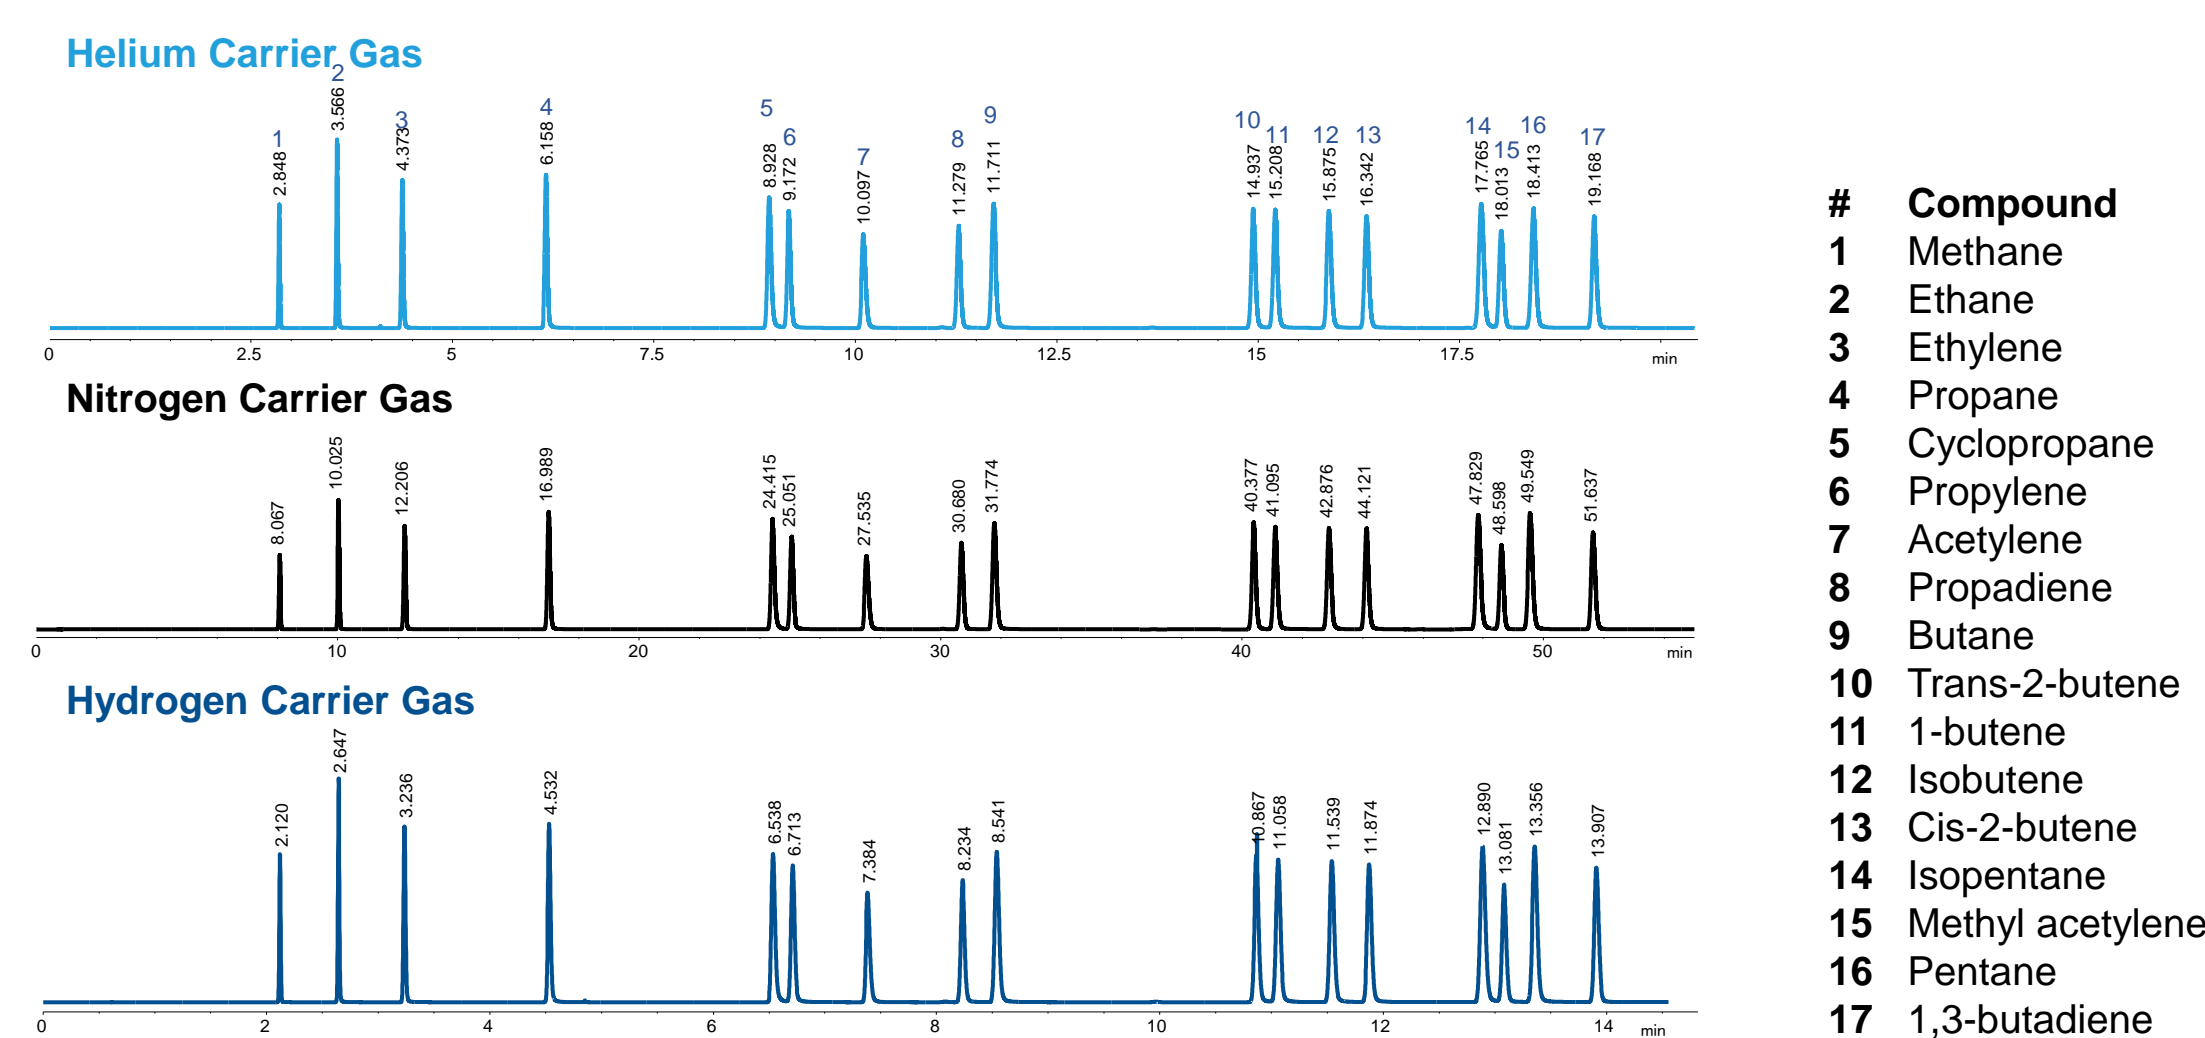 Helium Carrier Gas
1
2
3
4
5
6
7
8
9
10
11
12
13
14
15
16
17
2.848
3.566
4.373
6.158
8.928
9.172
10.097
11.279
11.711
14.937
15.208
15.875
16.342
17.765
18.013
18.413
19.168
0 2.5 5 7.5 10 12.5 15 17.5 min
Nitrogen Carrier Gas
8.067
10.025
12.206
16.989
24.415
25.051
27.535
30.680
31.774
40.377
41.095
42.876
44.121
47.829
48.598
49.549
51.637
0 10 20 30 40 50 min
Hydrogen Carrier Gas
2.120
2.647
3.236
4.532
6.538
6.713
7.384
8.234
8.541
10.867
11.058
11.539
11.874
12.890
13.081
13.356
13.907
0 2 4 6 8 10 12 14 min
# Compound
1 Methane
2 Ethane
3 Ethylene
4 Propane
5 Cyclopropane
6 Propylene
7 Acetylene
8 Propadiene
9 Butane
10 Trans-2-butene
11 1-butene
12 Isobutene
13 Cis-2-butene
14 Isopentane
15 Methyl acetylene
16 Pentane
17 1,3-butadiene